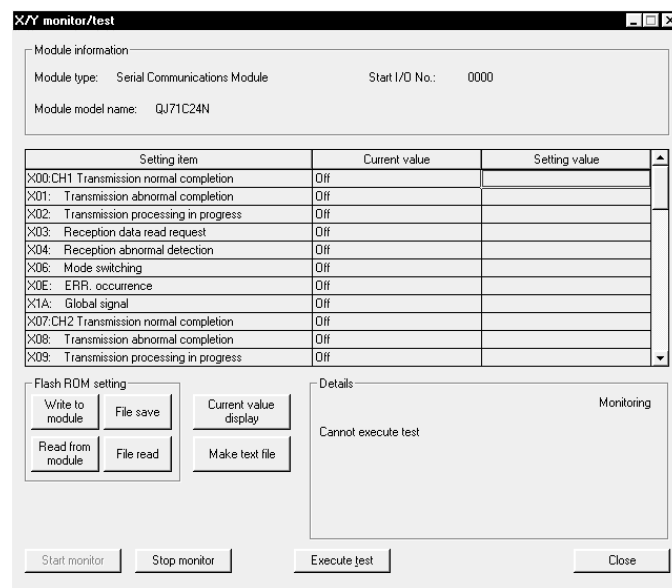 X/Y monitor/test
Module information
Module type: Serial Communications Module Start I/O No.: 0000
Module model name: QJ71C24N
Setting item Current value Setting value
X00:CH1 Transmission normal completion Off
X01: Transmission abnormal completion Off
X02: Transmission processing in progress Off
X03: Reception data read request Off
X04: Reception abnormal detection Off
X06: Mode switching Off
X0E: ERR. occurrence Off
X1A: Global signal Off
X07:CH2 Transmission normal completion Off
X08: Transmission abnormal completion Off
X09: Transmission processing in progress Off
Flash ROM setting
Write to module
File save
Current value display
Read from module
File read
Make text file
Details
Monitoring
Cannot execute test
Start monitor Stop monitor Execute test Close